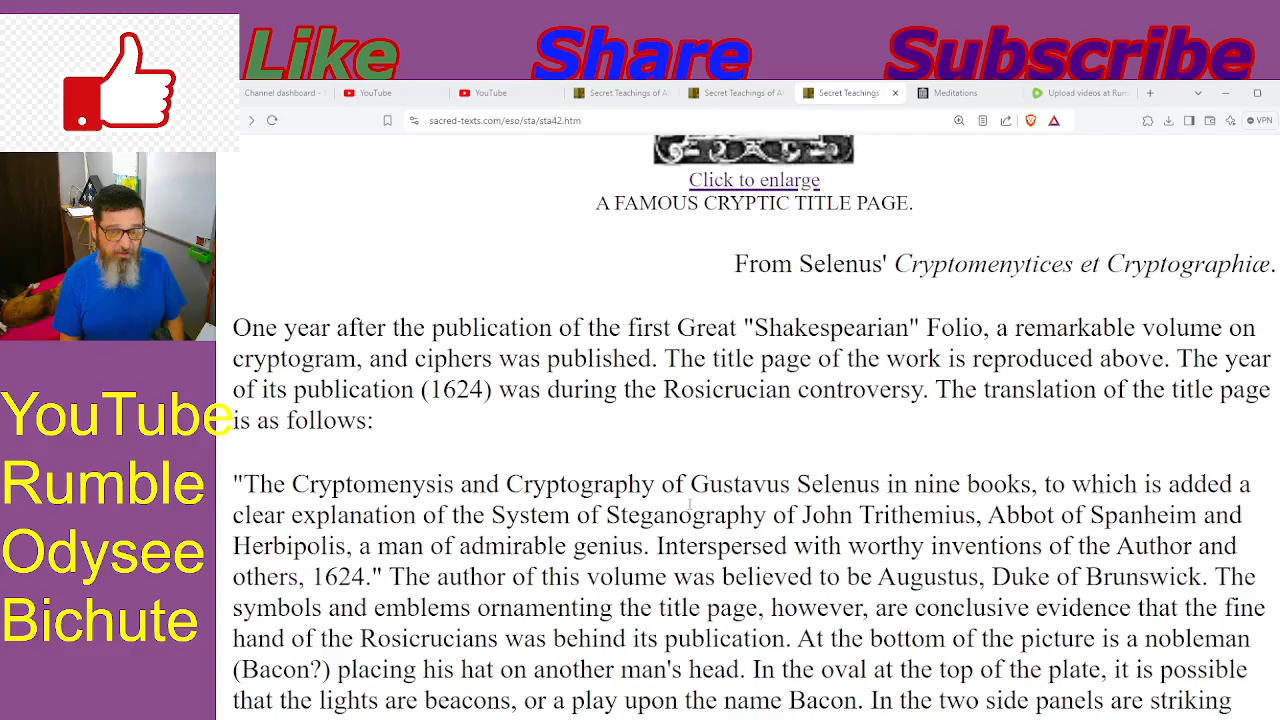 Like Share Subscribe
Channel dashboard - YouTube YouTube Secret Teachings of A Secret Teachings of A Secret Teachings Meditations Upload videos at Rum
sacred-texts.com/eso/sta/sta42.htm VPN
Click to enlarge
A FAMOUS CRYPTIC TITLE PAGE.
From Selenus' Cryptomenytices et Cryptographiæ.
One year after the publication of the first Great "Shakespearian" Folio, a remarkable volume on
cryptogram, and ciphers was published. The title page of the work is reproduced above. The year
of its publication (1624) was during the Rosicrucian controversy. The translation of the title page
is as follows:
"The Cryptomenysis and Cryptography of Gustavus Selenus in nine books, to which is added a
clear explanation of the System of Steganography of John Trithemius, Abbot of Spanheim and
Herbipolis, a man of admirable genius. Interspersed with worthy inventions of the Author and
others, 1624." The author of this volume was believed to be Augustus, Duke of Brunswick. The
symbols and emblems ornamenting the title page, however, are conclusive evidence that the fine
hand of the Rosicrucians was behind its publication. At the bottom of the picture is a nobleman
(Bacon?) placing his hat on another man's head. In the oval at the top of the plate, it is possible
that the lights are beacons, or a play upon the name Bacon. In the two side panels are striking
YouTube
Rumble
Odysee
Bichute